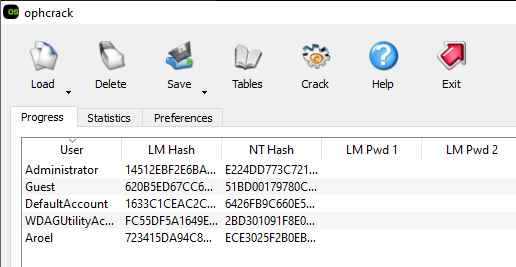 OS ophcrack
Load Delete Save Tables Crack Help Exit
Progress Statistics Preferences
User LM Hash NT Hash LM Pwd 1 LM Pwd 2
Administrator 14512EBF2E6BA... E224DD773C721...
Guest 620B5ED67CC6... 51BD00179780C...
DefaultAccount 1633C1CEAC2C... 6426FB9C660E5...
WDAGUtilityAc... FC55DF5A1649E... 2BD301091F8E0...
Aroel 723415DA94C8... ECE3025F2B0EB...